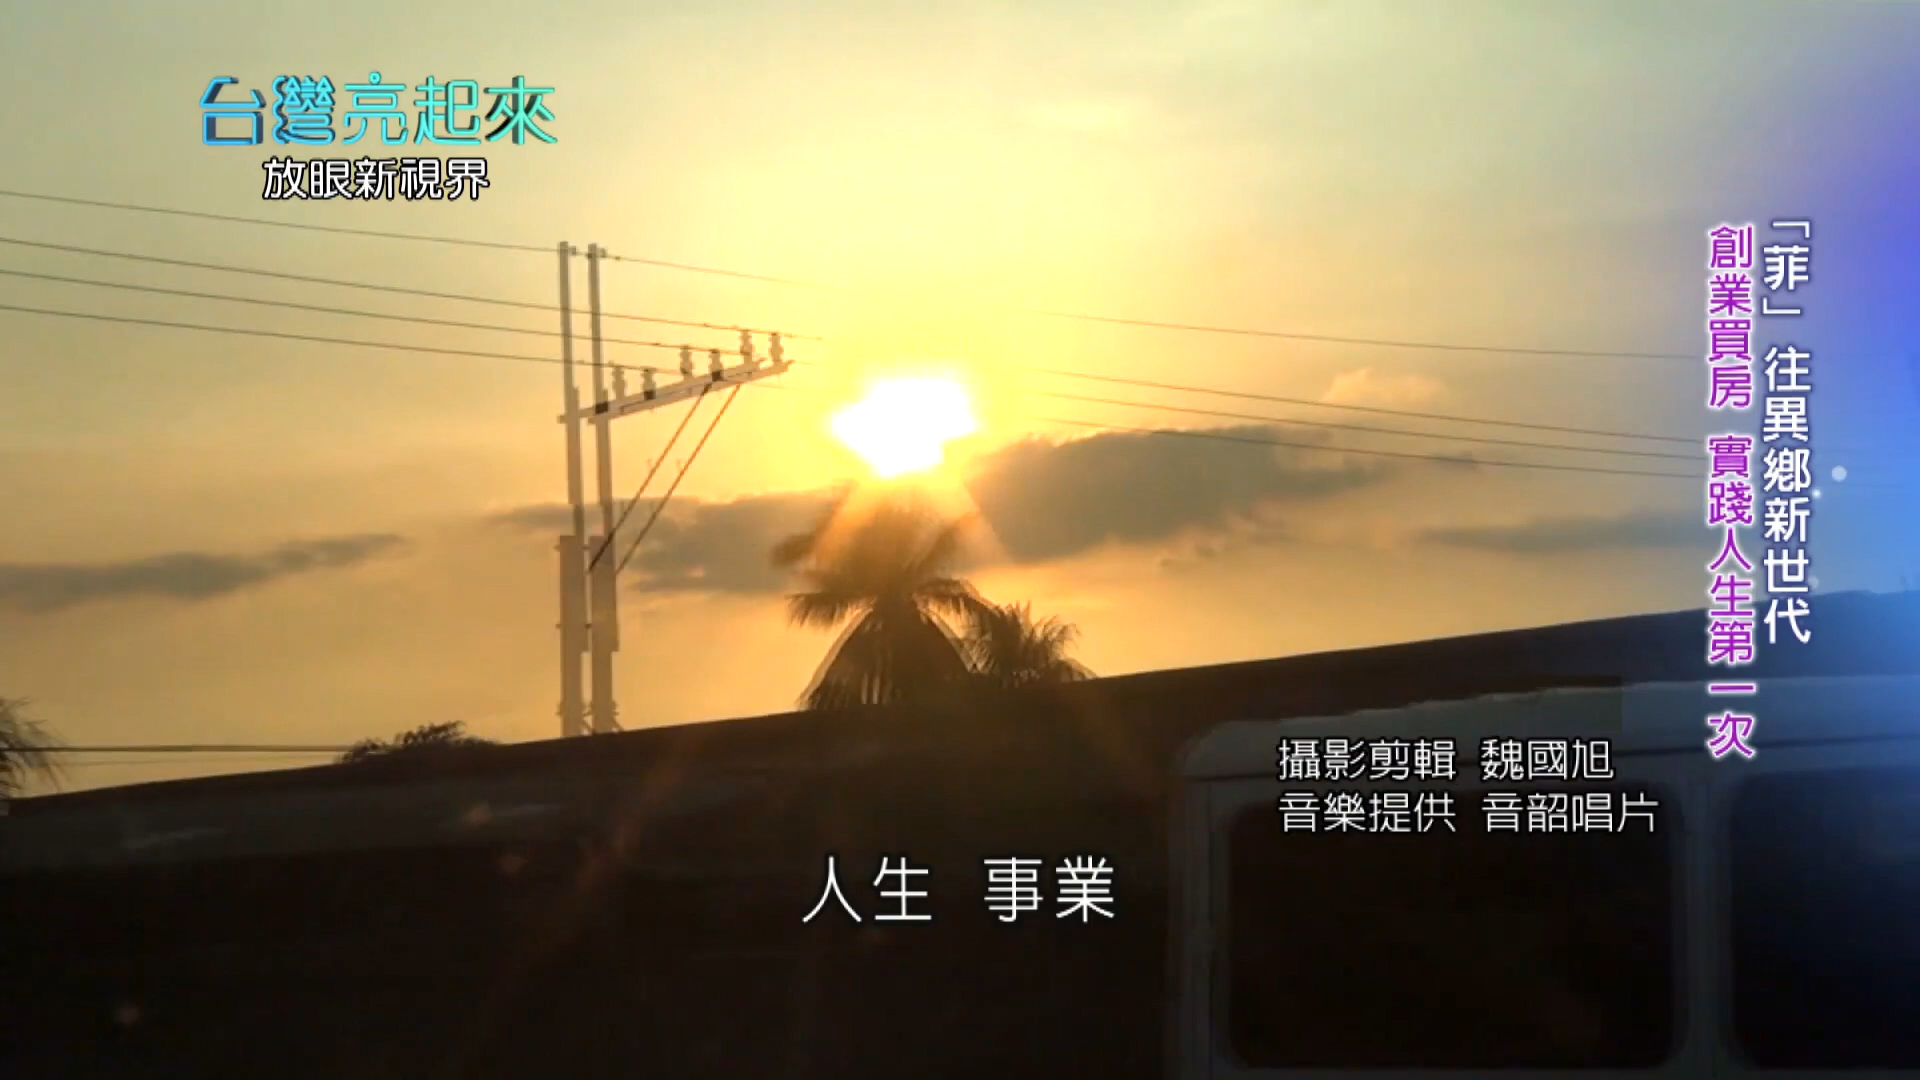 台灣亮起來
放眼新視界
「菲」往異鄉新世代
創業買房 實踐人生第一次
攝影剪輯 魏國旭
音樂提供 音韶唱片
人生 事業